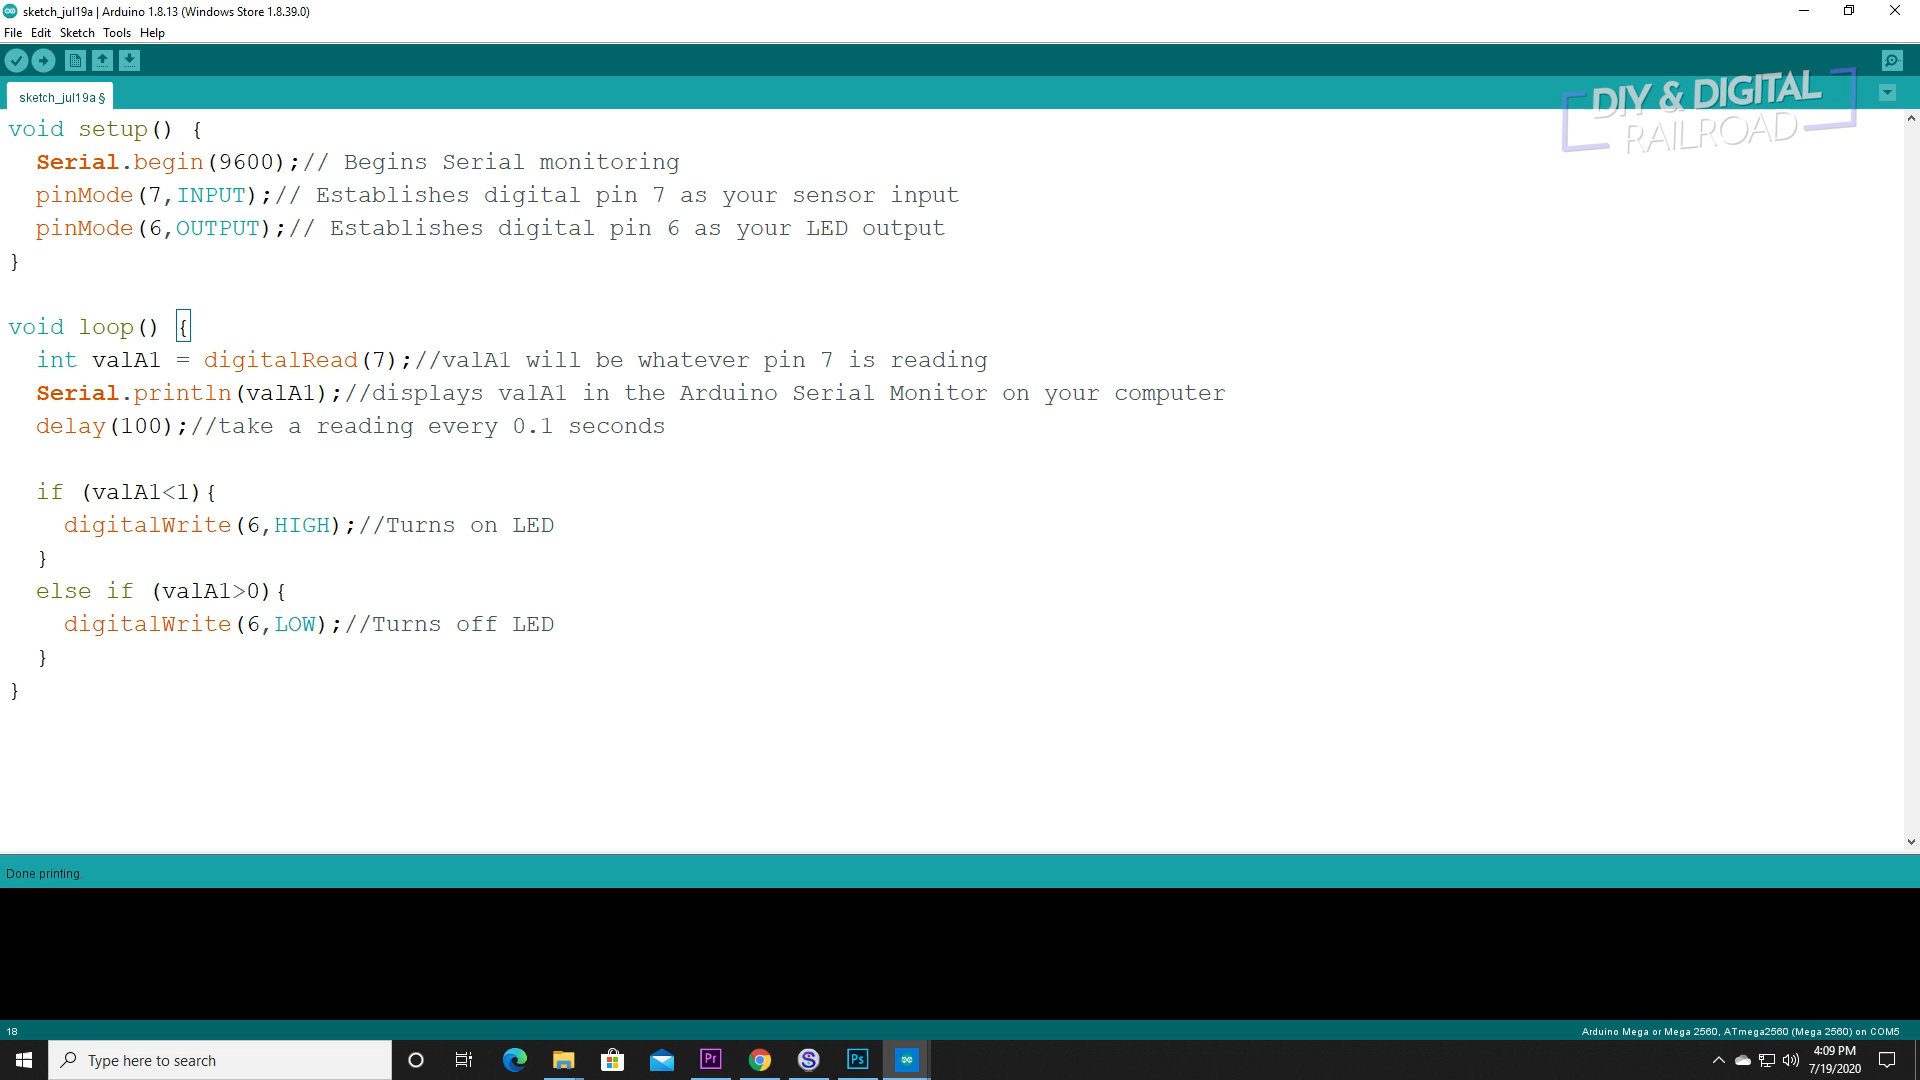 sketch_jul19a | Arduino 1.8.13 (Windows Store 1.8.39.0)
File Edit Sketch Tools Help
sketch_jul19a §
DIY & DIGITAL
RAILROAD
void setup() {
  Serial.begin(9600);// Begins Serial monitoring
  pinMode(7,INPUT);// Establishes digital pin 7 as your sensor input
  pinMode(6,OUTPUT);// Establishes digital pin 6 as your LED output
}
void loop() {
  int valA1 = digitalRead(7);//valA1 will be whatever pin 7 is reading
  Serial.println(valA1);//displays valA1 in the Arduino Serial Monitor on your computer
  delay(100);//take a reading every 0.1 seconds
  if (valA1<1){
    digitalWrite(6,HIGH);//Turns on LED
  }
  else if (valA1>0){
    digitalWrite(6,LOW);//Turns off LED
  }
}
Done printing.
18
Arduino Mega or Mega 2560, ATmega2560 (Mega 2560) on COM5
Type here to search
Pr
S
Ps
4:09 PM
7/19/2020